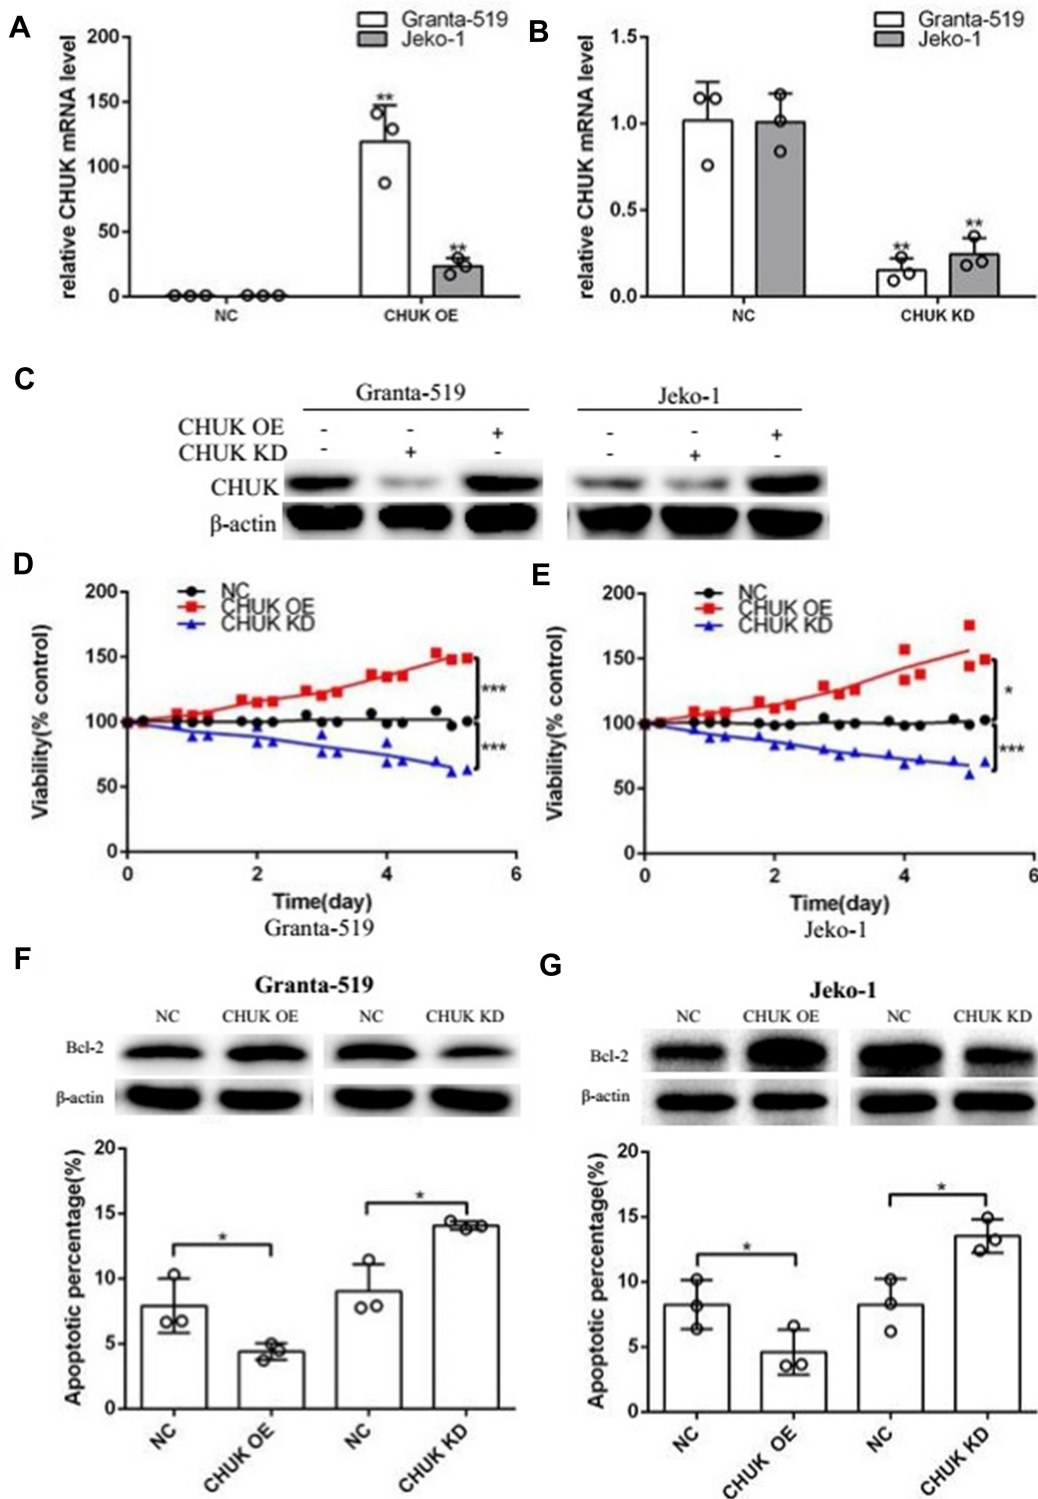 A
Granta-519
Jeko-1
relative CHUK mRNA level
200
150
100
50
0
**
**
NC
CHUK OE
B
Granta-519
Jeko-1
relative CHUK mRNA level
1.5
1.0
0.5
0.0
**
**
NC
CHUK KD
C
Granta-519
Jeko-1
CHUK OE - - + - - +
CHUK KD - + - - + -
CHUK
β-actin
D
NC
CHUK OE
CHUK KD
Viability(% control)
200
150
100
50
0
***
***
0 2 4 6
Time(day)
Granta-519
E
NC
CHUK OE
CHUK KD
Viability(% control)
200
150
100
50
0
*
***
0 2 4 6
Time(day)
Jeko-1
F
Granta-519
NC CHUK OE NC CHUK KD
Bcl-2
β-actin
Apoptotic percentage(%)
20
15
10
5
0
*
*
NC
CHUK OE
NC
CHUK KD
G
Jeko-1
NC CHUK OE NC CHUK KD
Bcl-2
β-actin
Apoptotic percentage(%)
20
15
10
5
0
*
*
NC
CHUK OE
NC
CHUK KD